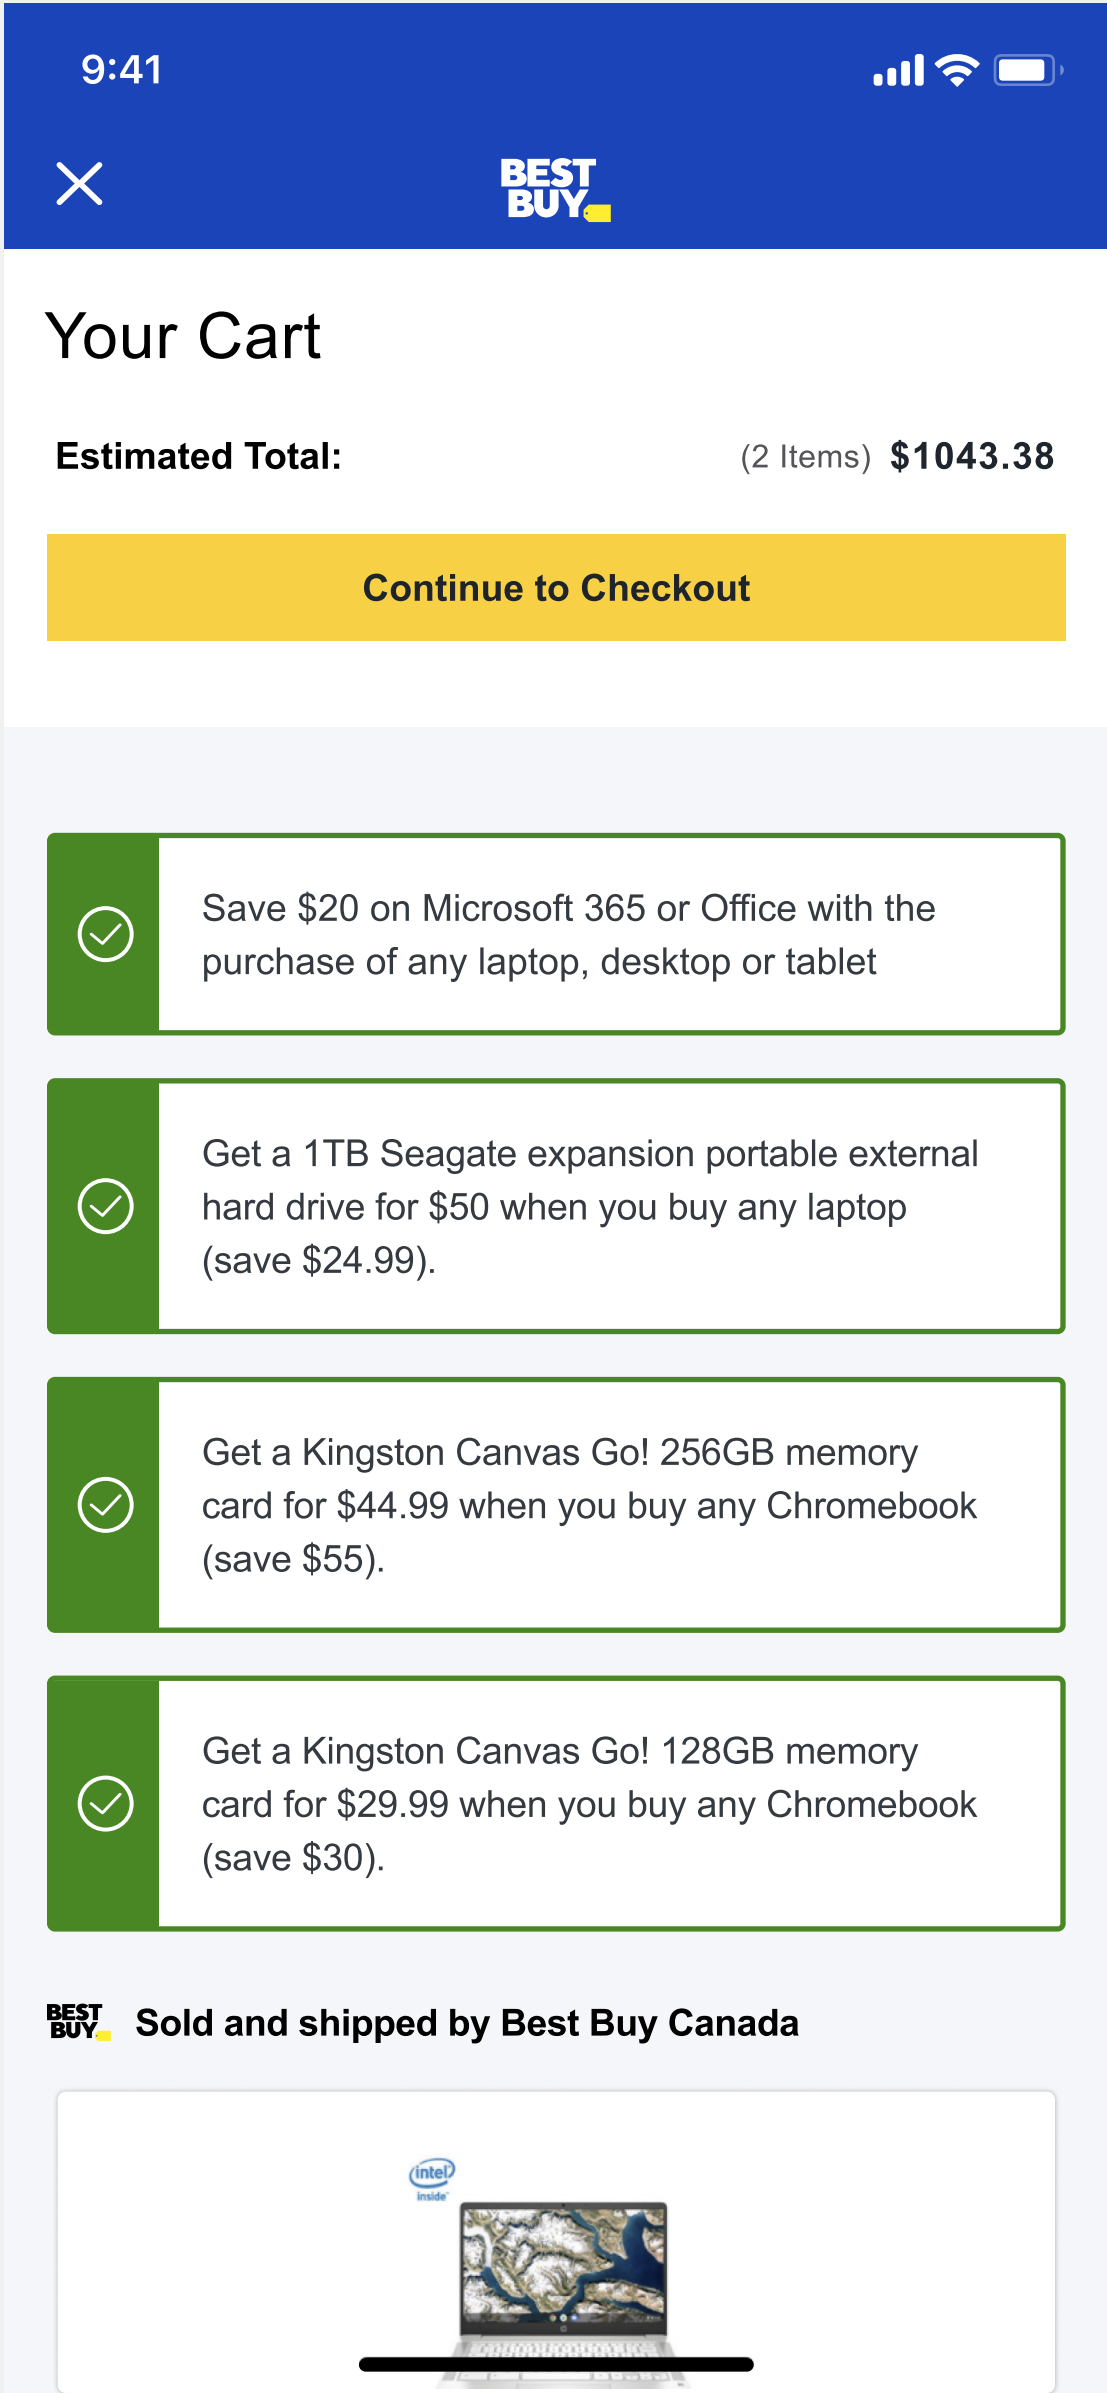 9:41
BEST
BUY
Your Cart
Estimated Total: (2 Items) $1043.38
Continue to Checkout
Save $20 on Microsoft 365 or Office with the
purchase of any laptop, desktop or tablet
Get a 1TB Seagate expansion portable external
hard drive for $50 when you buy any laptop
(save $24.99).
Get a Kingston Canvas Go! 256GB memory
card for $44.99 when you buy any Chromebook
(save $55).
Get a Kingston Canvas Go! 128GB memory
card for $29.99 when you buy any Chromebook
(save $30).
BEST
BUY
Sold and shipped by Best Buy Canada
intel
inside